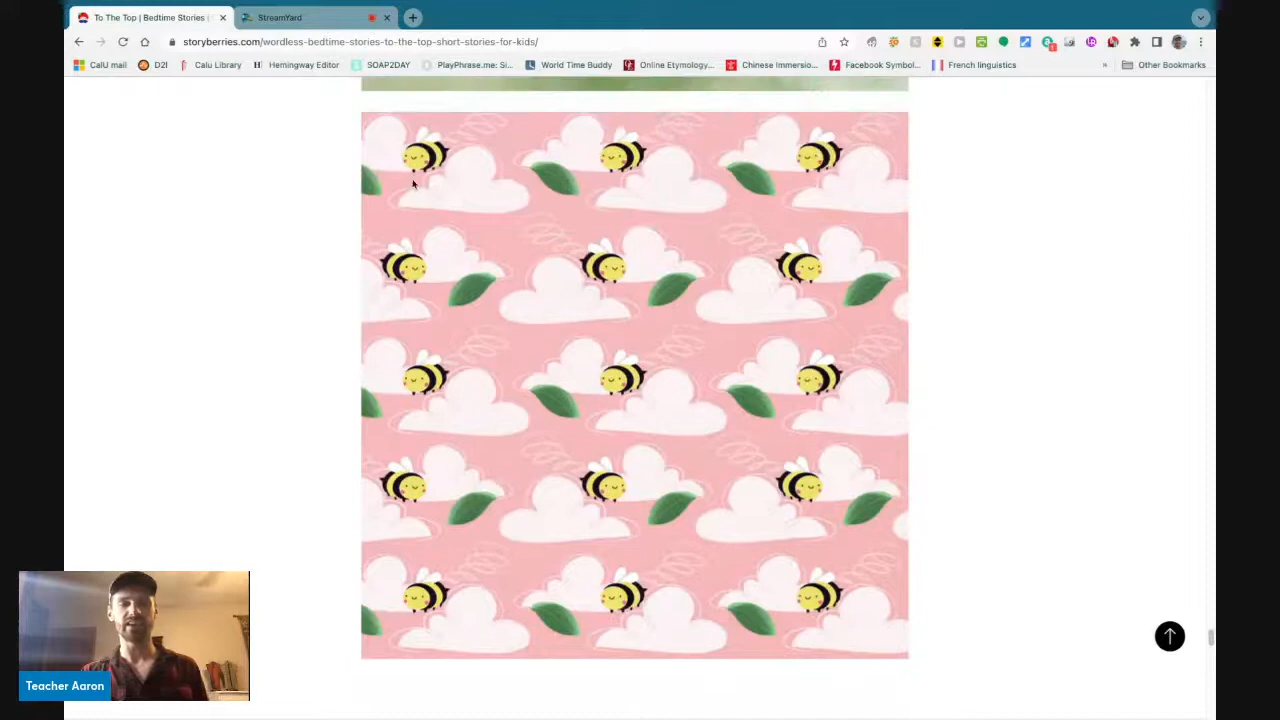 To The Top | Bedtime Stories (
StreamYard
storyberries.com/wordless-bedtime-stories-to-the-top-short-stories-for-kids/
CalU mail
D2l
Calu Library
Hemingway Editor
SOAP2DAY
PlayPhrase.me: Si...
World Time Buddy
Online Etymology...
Chinese Immersio...
Facebook Symbol...
French linguistics
»
Other Bookmarks
Teacher Aaron